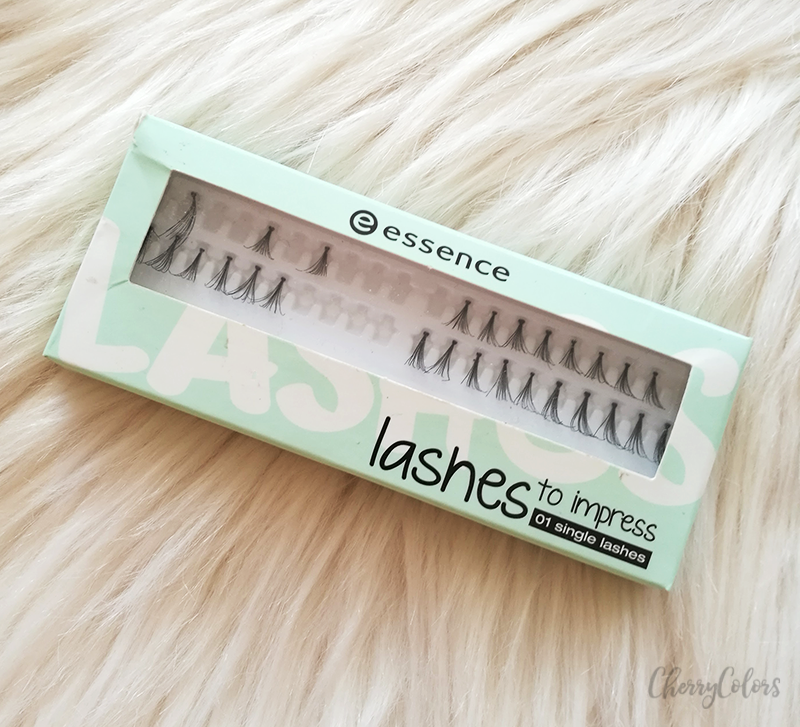 essence
LASHES
lashes to impress
01 single lashes
CherryColors